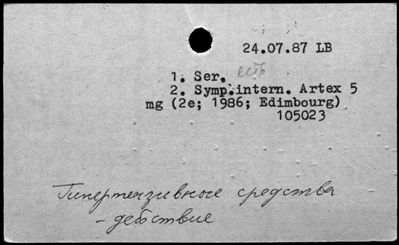 24.07.87 LB
есть
1. Ser.
2. Symp.intern. Artex 5
mg (2e; 1986; Edimbourg)
105023
Гипертензивные средства
- действие